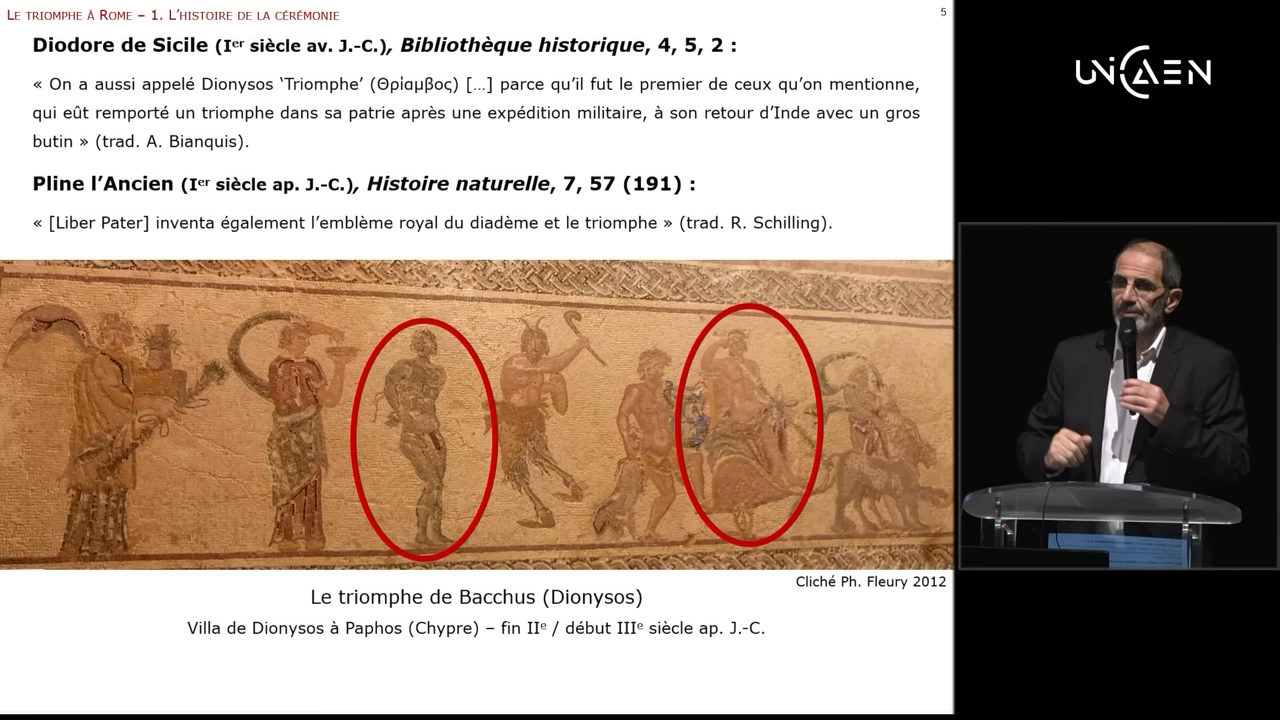 LE TRIOMPHE À ROME – 1. L'HISTOIRE DE LA CÉRÉMONIE
5
Diodore de Sicile (Iᵉʳ siècle av. J.-C.), Bibliothèque historique, 4, 5, 2 :
« On a aussi appelé Dionysos ‘Triomphe’ (Θρίαμβος) […] parce qu’il fut le premier de ceux qu’on mentionne,
qui eût remporté un triomphe dans sa patrie après une expédition militaire, à son retour d’Inde avec un gros
butin » (trad. A. Bianquis).
Pline l’Ancien (Iᵉʳ siècle ap. J.-C.), Histoire naturelle, 7, 57 (191) :
« [Liber Pater] inventa également l’emblème royal du diadème et le triomphe » (trad. R. Schilling).
Cliché Ph. Fleury 2012
Le triomphe de Bacchus (Dionysos)
Villa de Dionysos à Paphos (Chypre) – fin IIᵉ / début IIIᵉ siècle ap. J.-C.
UNICAEN